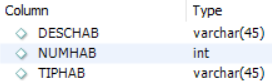 Column Type
DESCHAB varchar(45)
NUMHAB int
TIPHAB varchar(45)